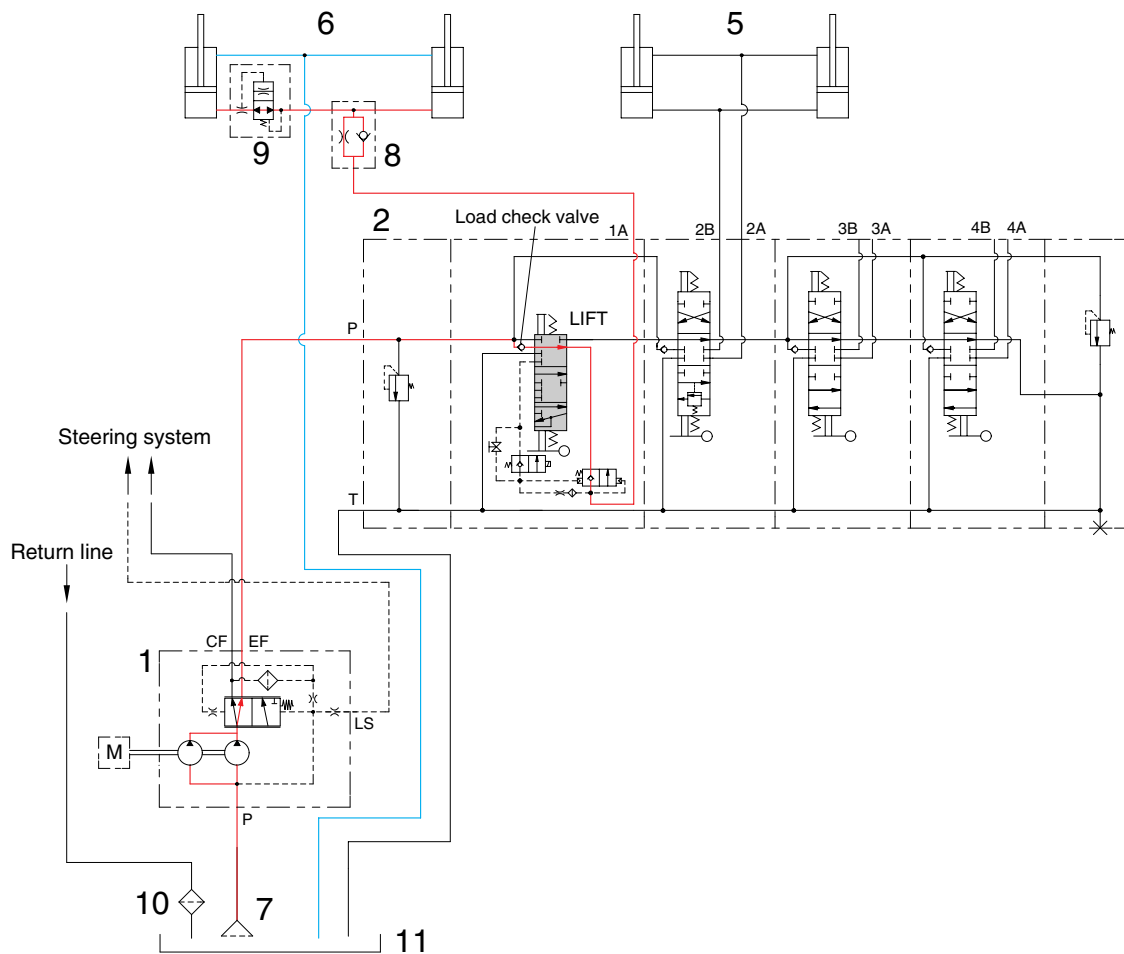 6
5
9
8
2
Load check valve
1A
2B
2A
3B
3A
4B
4A
P
LIFT
Steering system
T
Return line
CF
EF
1
LS
M
P
10
7
11